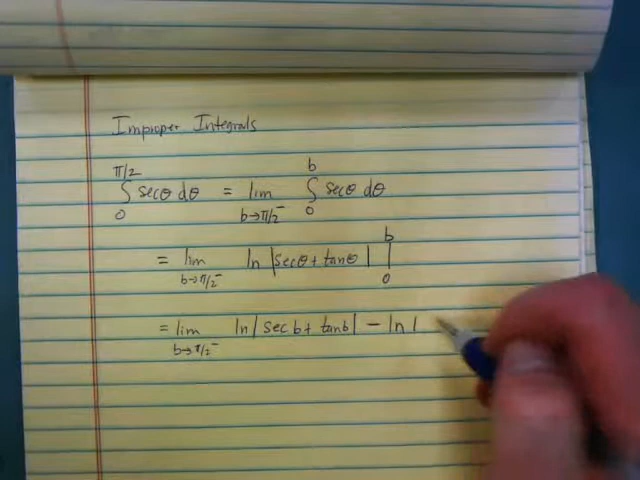 Improper Integrals
∫₀^π/2 secθ dθ = lim b→π/2⁻ ∫₀^b secθ dθ
= lim b→π/2⁻ ln |secθ + tanθ| |₀^b
= lim b→π/2⁻ ln |sec b + tan b| − ln |